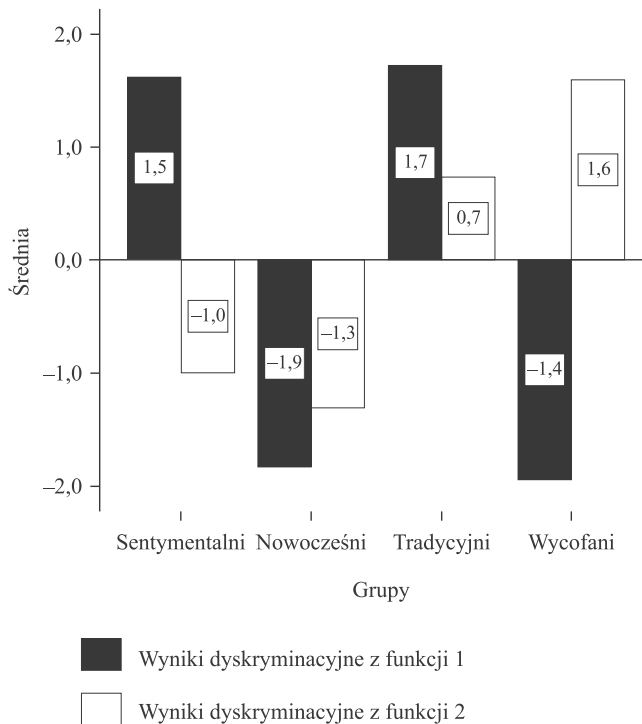 2,0
1,0
0,0
–1,0
–2,0
Średnia
1,5
–1,0
–1,9
–1,3
1,7
0,7
–1,4
1,6
Sentymentalni Nowocześni Tradycyjni Wycofani
Grupy
Wyniki dyskryminacyjne z funkcji 1
Wyniki dyskryminacyjne z funkcji 2